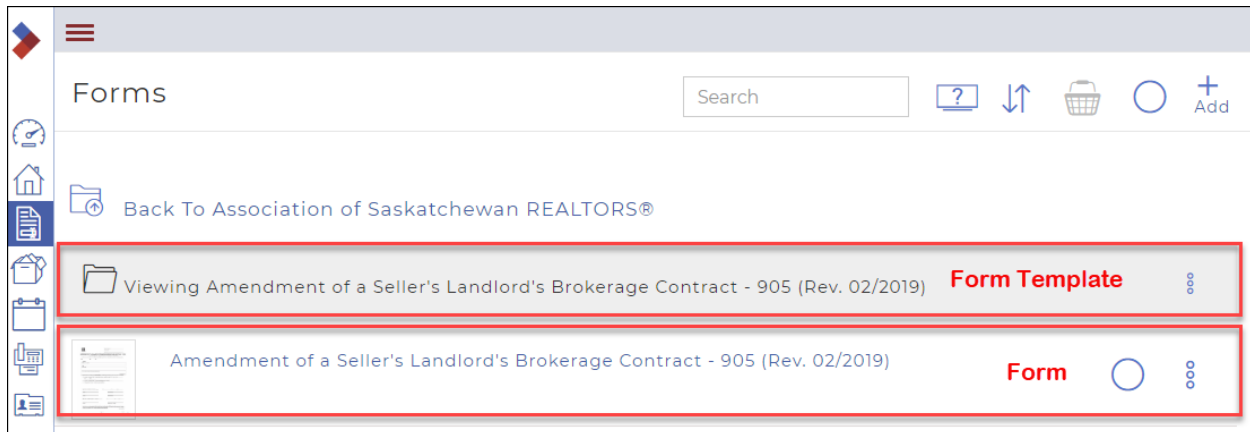 Forms
Search
?
Add
Back To Association of Saskatchewan REALTORS®
Viewing Amendment of a Seller's Landlord's Brokerage Contract - 905 (Rev. 02/2019)
Form Template
Amendment of a Seller's Landlord's Brokerage Contract - 905 (Rev. 02/2019)
Form